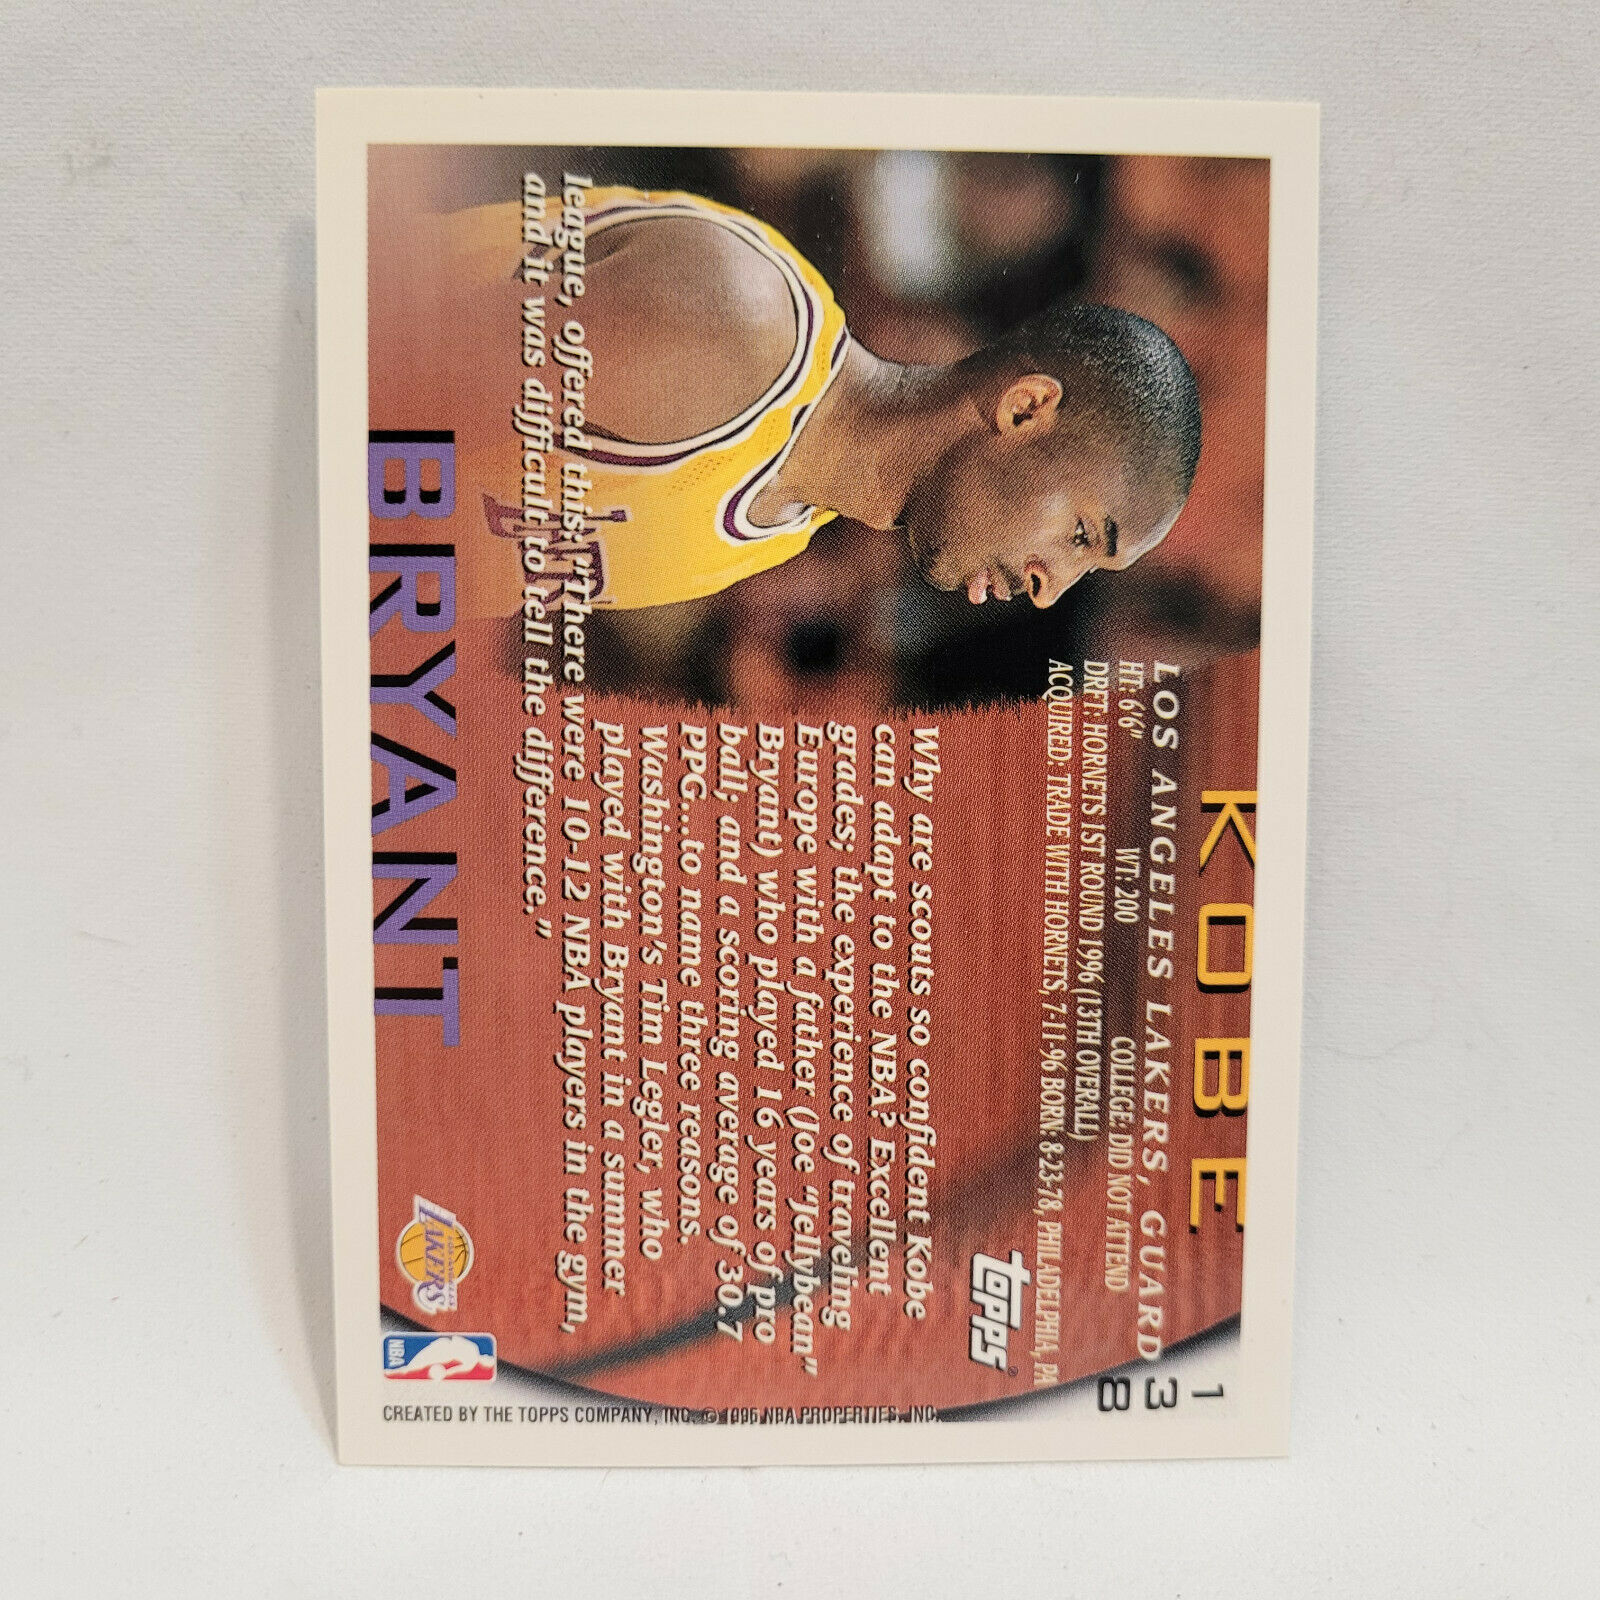 KOBE
138
LOS ANGELES LAKERS, GUARD
HT: 6'6" WT: 200 COLLEGE: DID NOT ATTEND
DRFT: HORNETS 1ST ROUND 1996 (13TH OVERALL)
ACQUIRED: TRADE WITH HORNETS, 7-11-96 BORN: 8-23-78, PHILADELPHIA, PA
TOPPS
Why are scouts so confident Kobe
can adapt to the NBA? Excellent
grades; the experience of traveling
Europe with a father (Joe "Jellybean"
Bryant) who played 16 years of pro
ball; and a scoring average of 30.7
PPG...to name three reasons.
Washington's Tim Legler, who
played with Bryant in a summer
league, offered this: "There were 10-12 NBA players in the gym,
and it was difficult to tell the difference."
BRYANT
LOS ANGELES
LAKERS
NBA
CREATED BY THE TOPPS COMPANY, INC. © 1996 NBA PROPERTIES, INC.